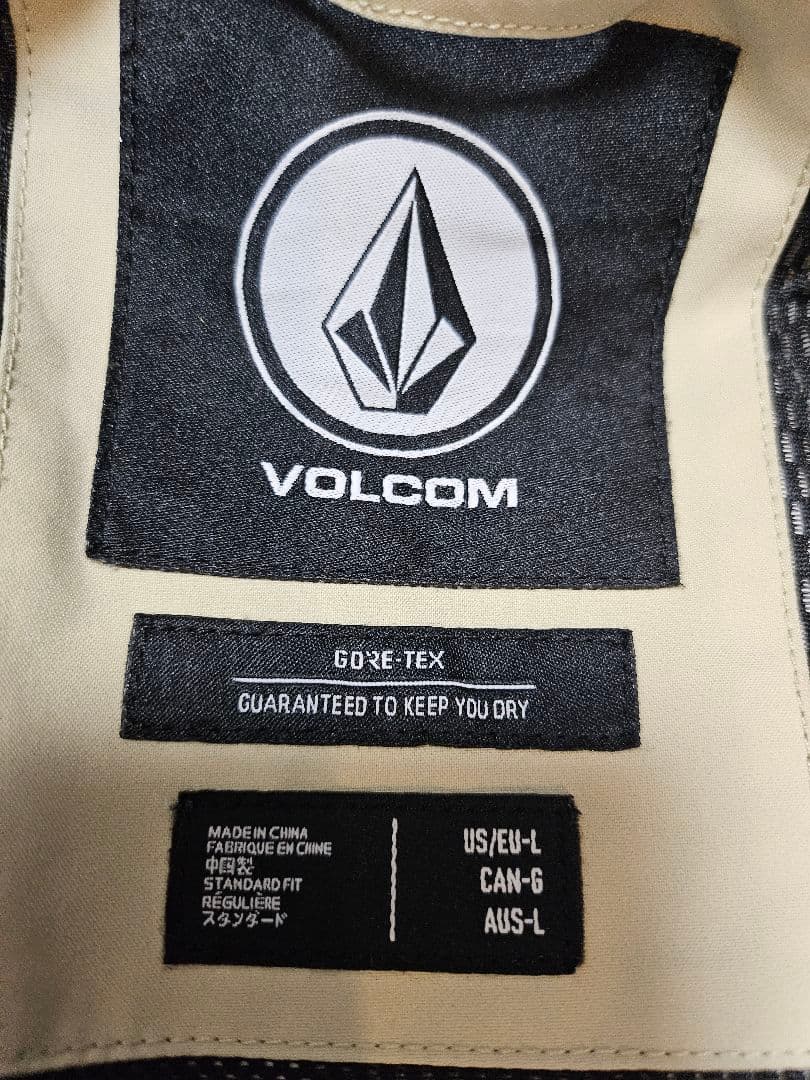 VOLCOM
GORE-TEX
GUARANTEED TO KEEP YOU DRY
MADE IN CHINA
FABRIQUE EN CHINE
中国製
STANDARD FIT
RÉGULIÈRE
スタンダード
US/EU-L
CAN-G
AUS-L